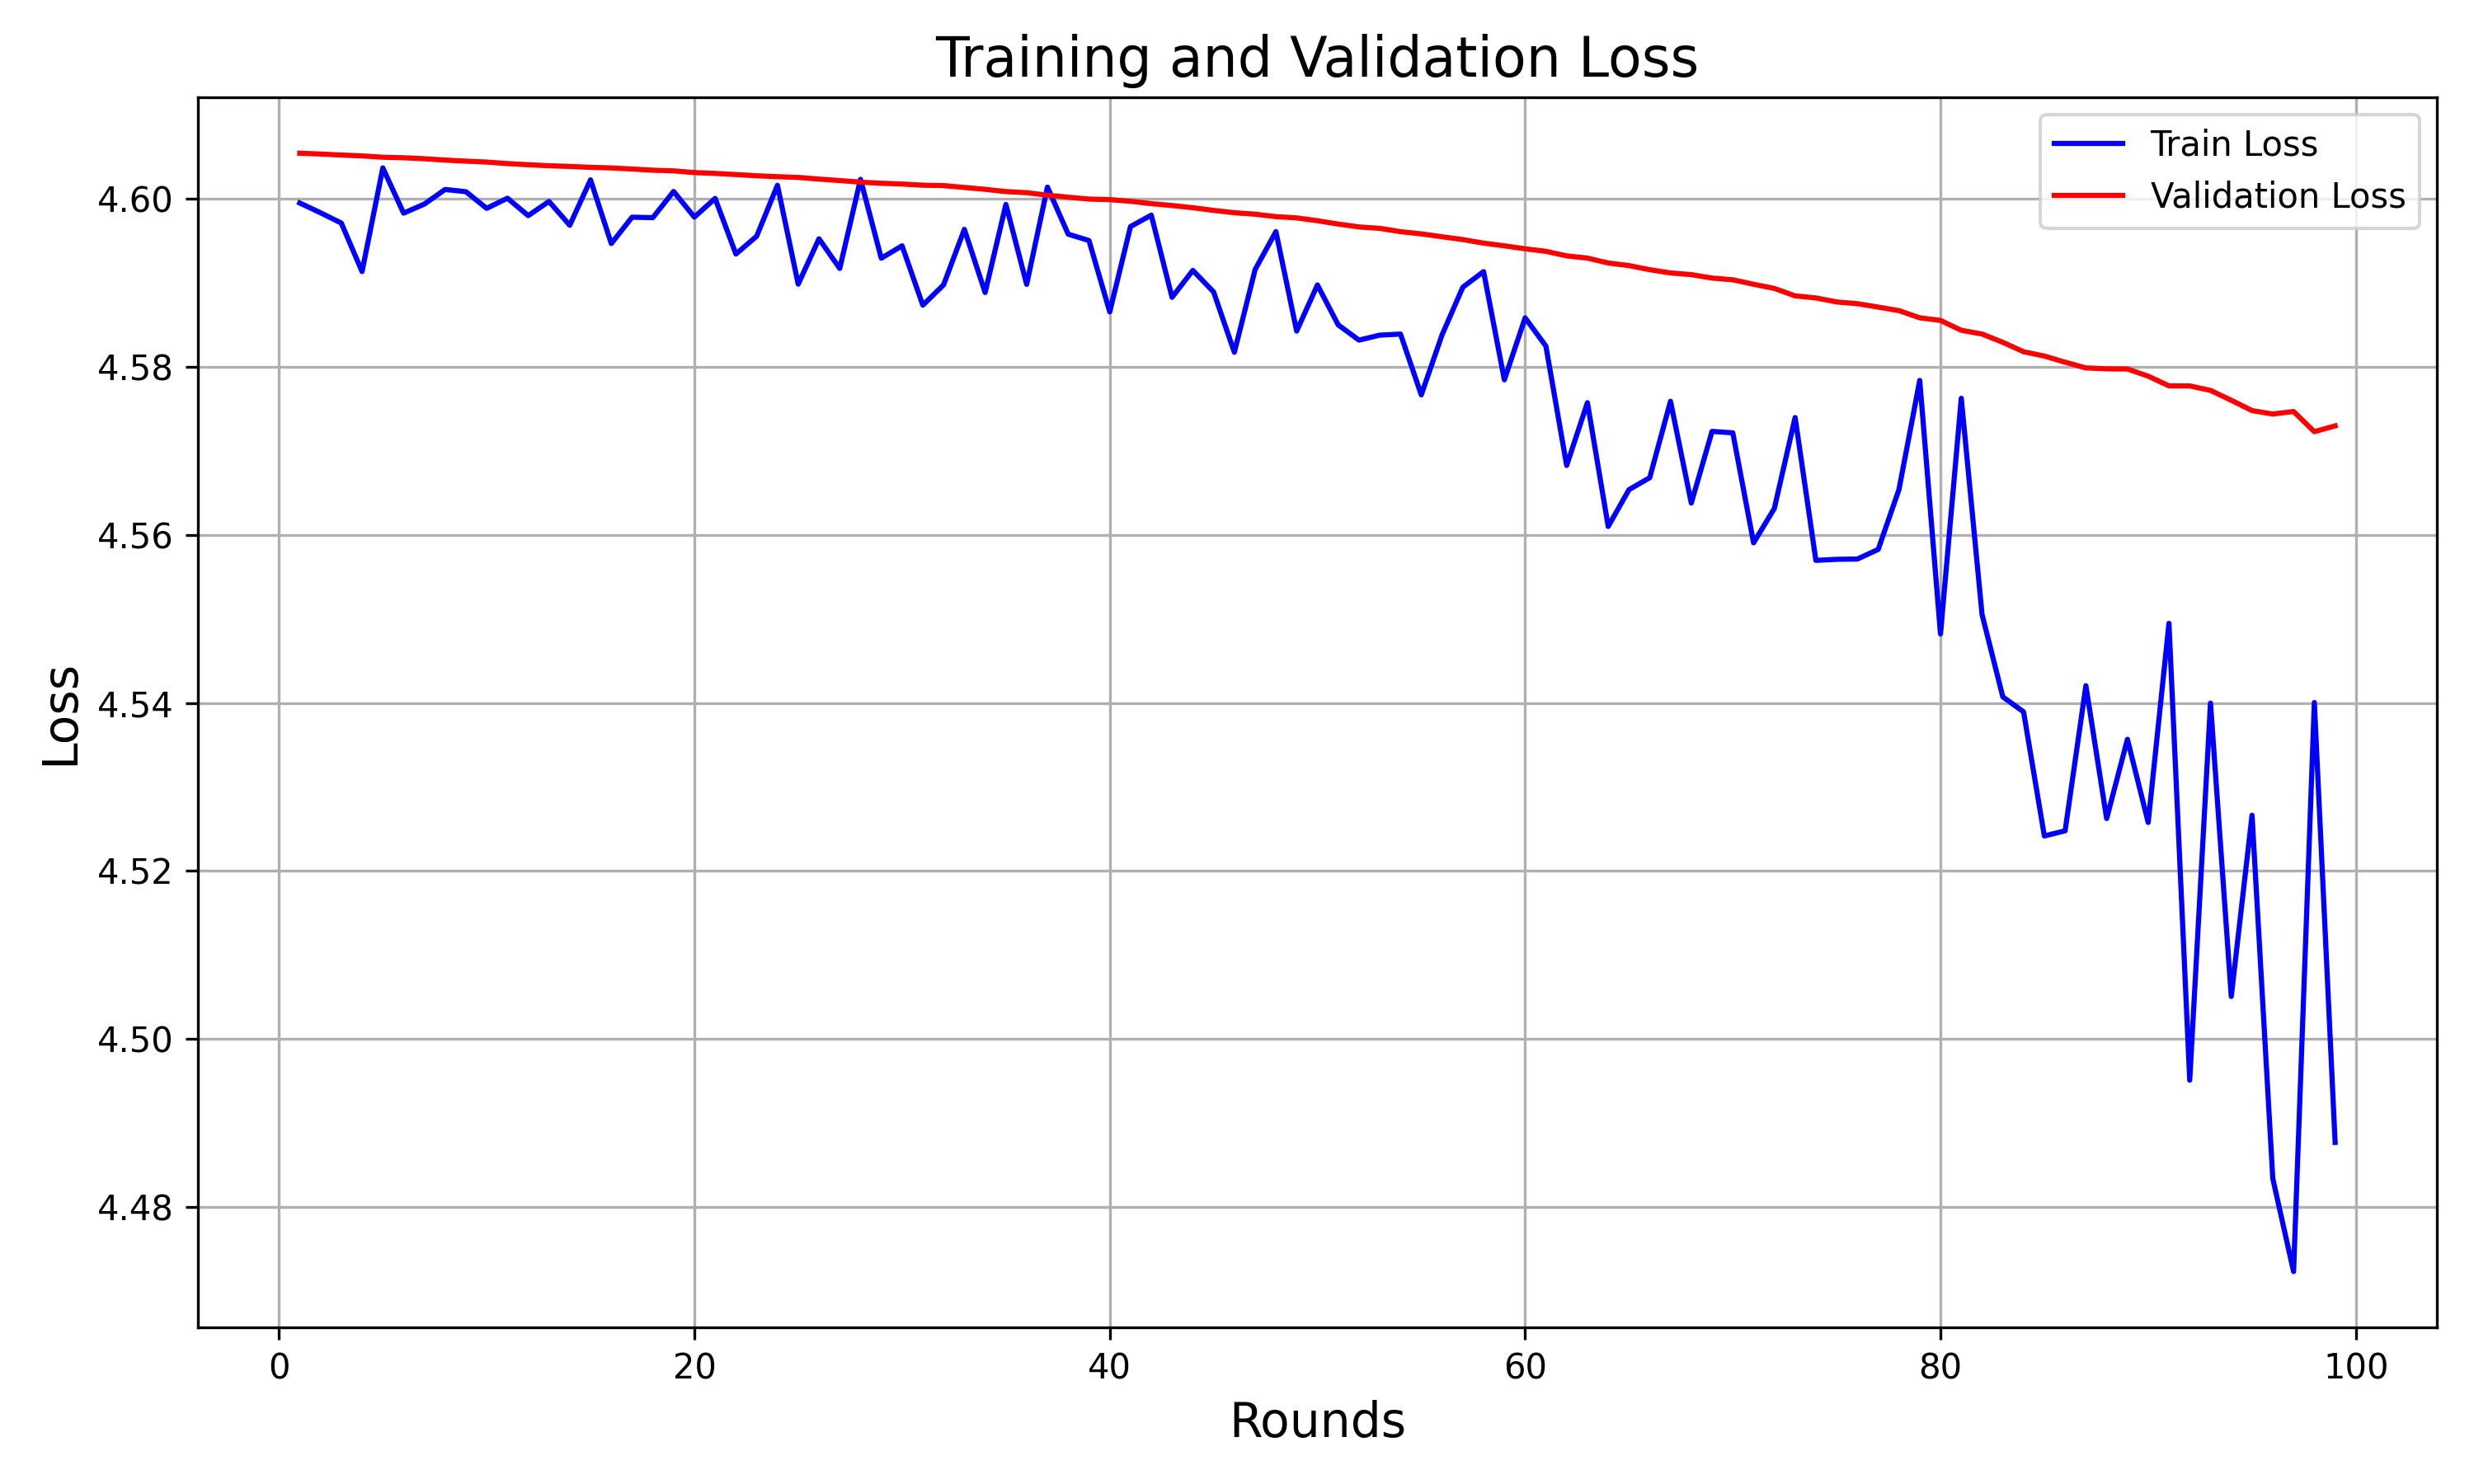 Training and Validation Loss
Train Loss
Validation Loss
4.60
4.58
4.56
4.54
4.52
4.50
4.48
Loss
0 20 40 60 80 100
Rounds